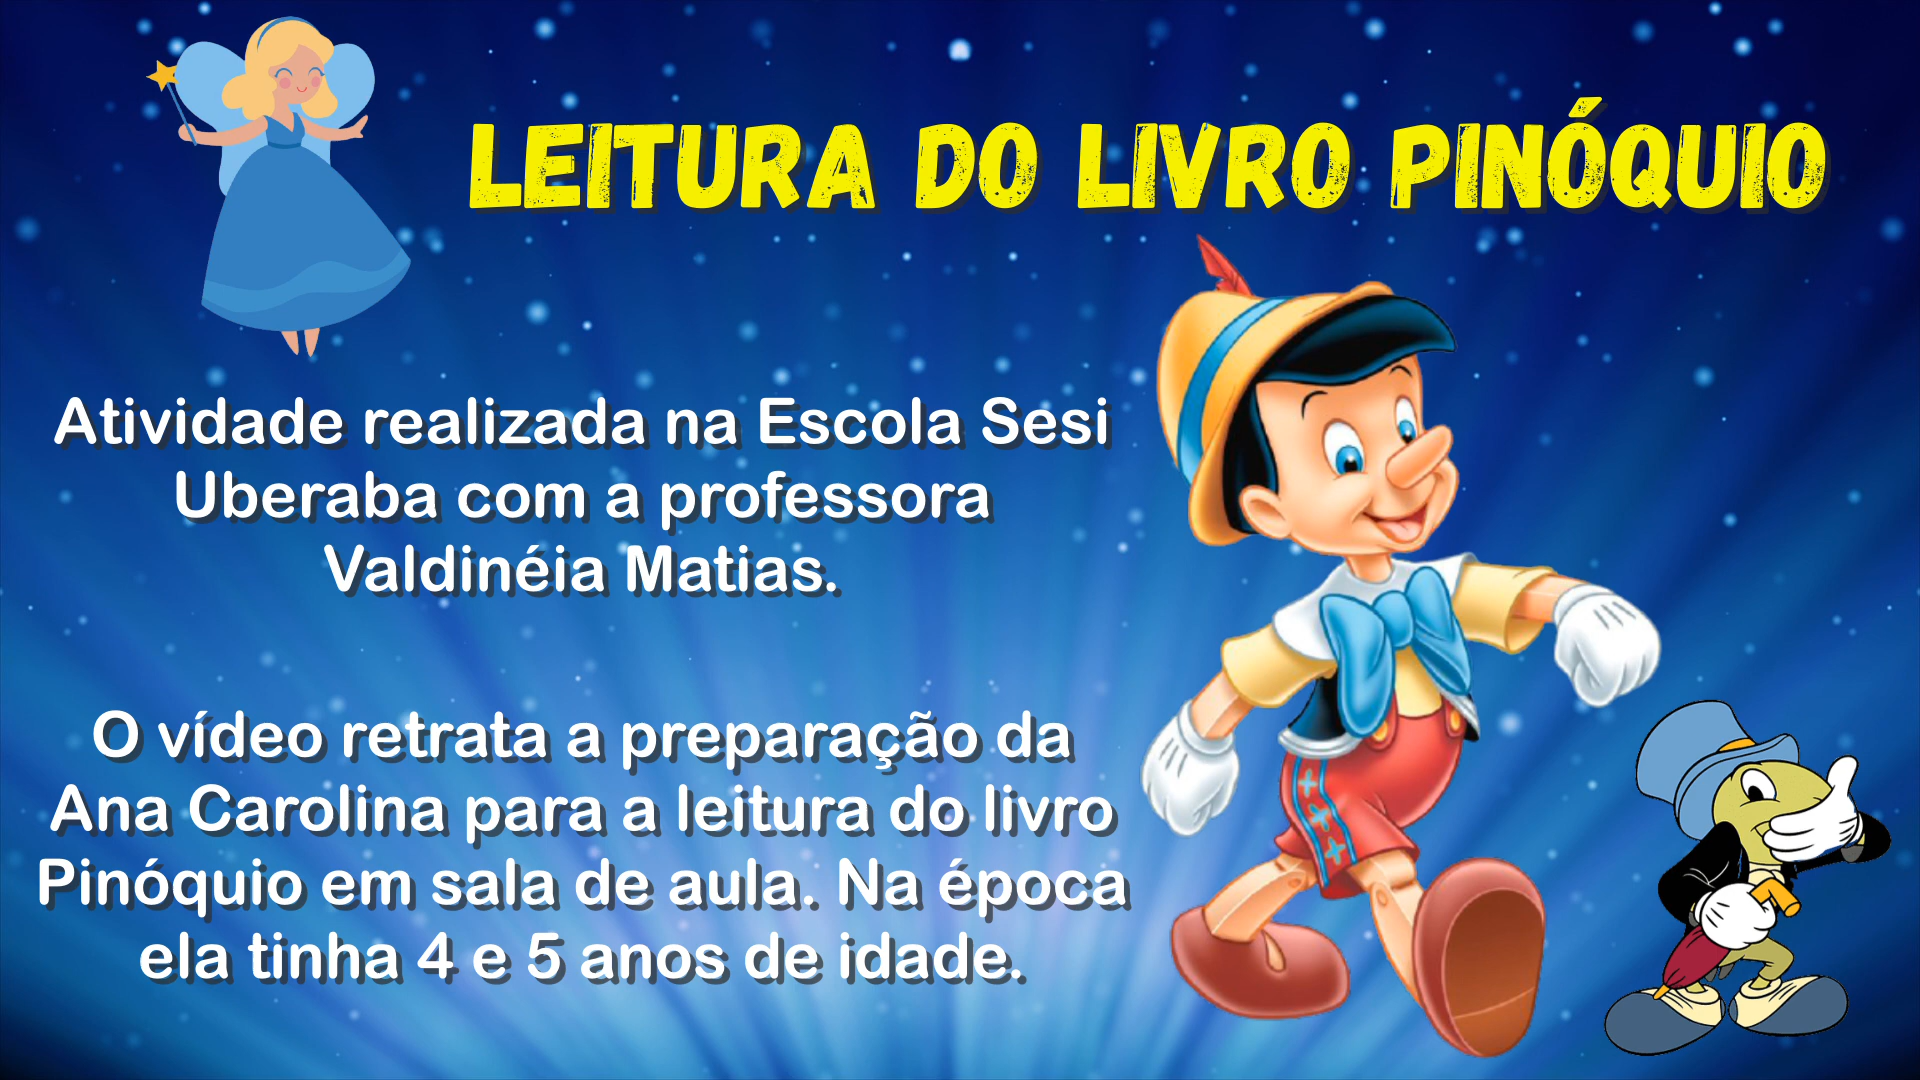 LEITURA DO LIVRO PINÓQUIO
Atividade realizada na Escola Sesi
Uberaba com a professora
Valdinéia Matias.
O vídeo retrata a preparação da
Ana Carolina para a leitura do livro
Pinóquio em sala de aula. Na época
ela tinha 4 e 5 anos de idade.